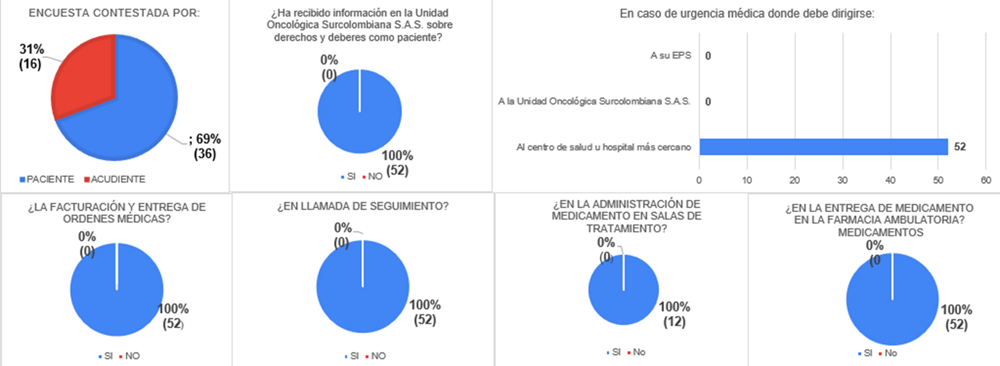 ENCUESTA CONTESTADA POR:
31%
(16)
; 69%
(36)
PACIENTE ACUDIENTE
¿Ha recibido información en la Unidad
Oncológica Surcolombiana S.A.S. sobre
derechos y deberes como paciente?
0%
(0)
100%
(52)
SI NO
En caso de urgencia médica donde debe dirigirse:
A su EPS 0
A la Unidad Oncológica Surcolombiana S.A.S. 0
Al centro de salud u hospital más cercano 52
0 10 20 30 40 50 60
¿LA FACTURACIÓN Y ENTREGA DE
ORDENES MÉDICAS?
0%
(0)
100%
(52)
SI NO
¿EN LLAMADA DE SEGUIMIENTO?
0%
(0)
100%
(52)
SI NO
¿EN LA ADMINISTRACIÓN DE
MEDICAMENTO EN SALAS DE
TRATAMIENTO?
0%
(0)
100%
(12)
SI No
¿EN LA ENTREGA DE MEDICAMENTO
EN LA FARMACIA AMBULATORIA?
MEDICAMENTOS
0%
(0
100%
(52)
SI No